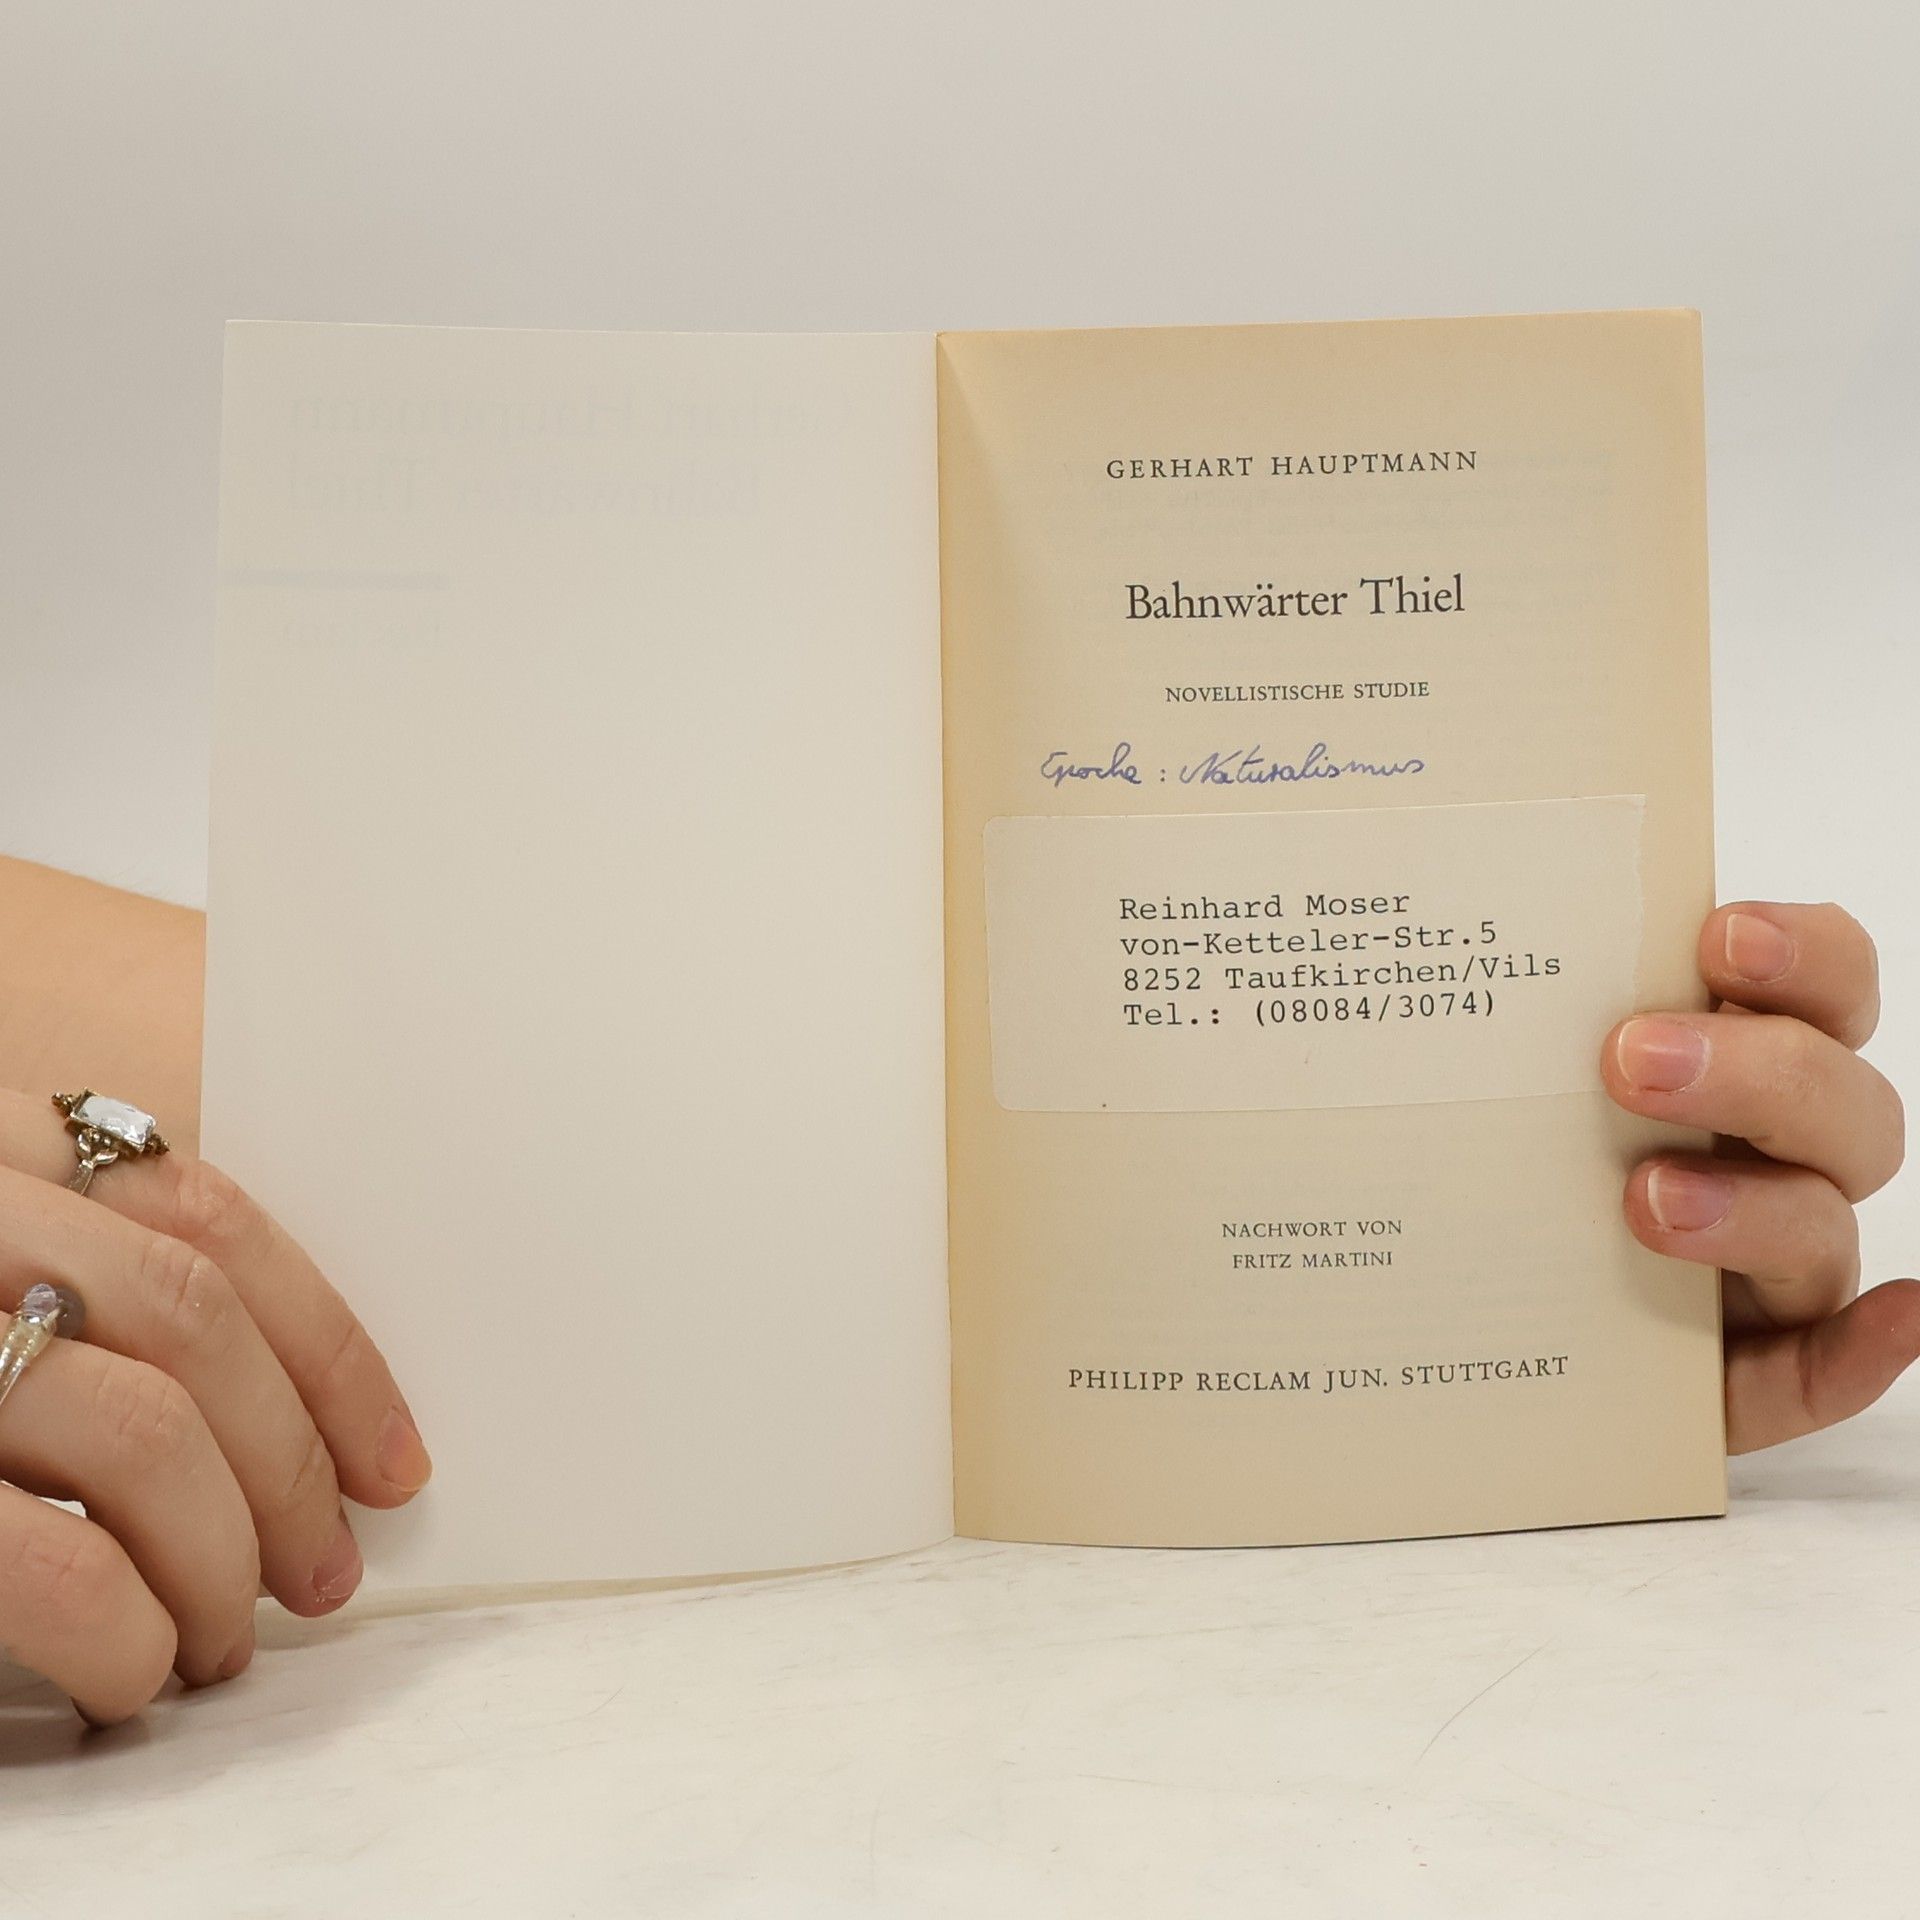 GERHART HAUPTMANN
Bahnwärter Thiel
NOVELLISTISCHE STUDIE
Epoche : Naturalismus
Reinhard Moser
von-Ketteler-Str.5
8252 Taufkirchen/Vils
Tel.: (08084/3074)
NACHWORT VON
FRITZ MARTINI
PHILIPP RECLAM JUN. STUTTGART